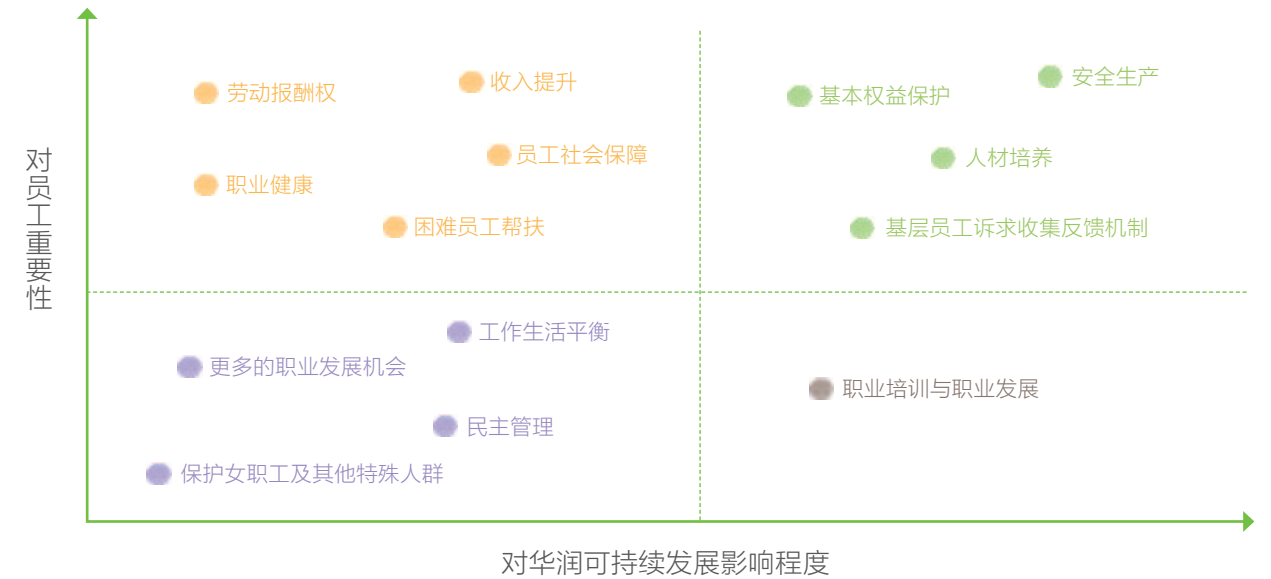 对员工重要性
劳动报酬权
收入提升
员工社会保障
职业健康
困难员工帮扶
基本权益保护
安全生产
人材培养
基层员工诉求收集反馈机制
工作生活平衡
更多的职业发展机会
民主管理
保护女职工及其他特殊人群
职业培训与职业发展
对华润可持续发展影响程度